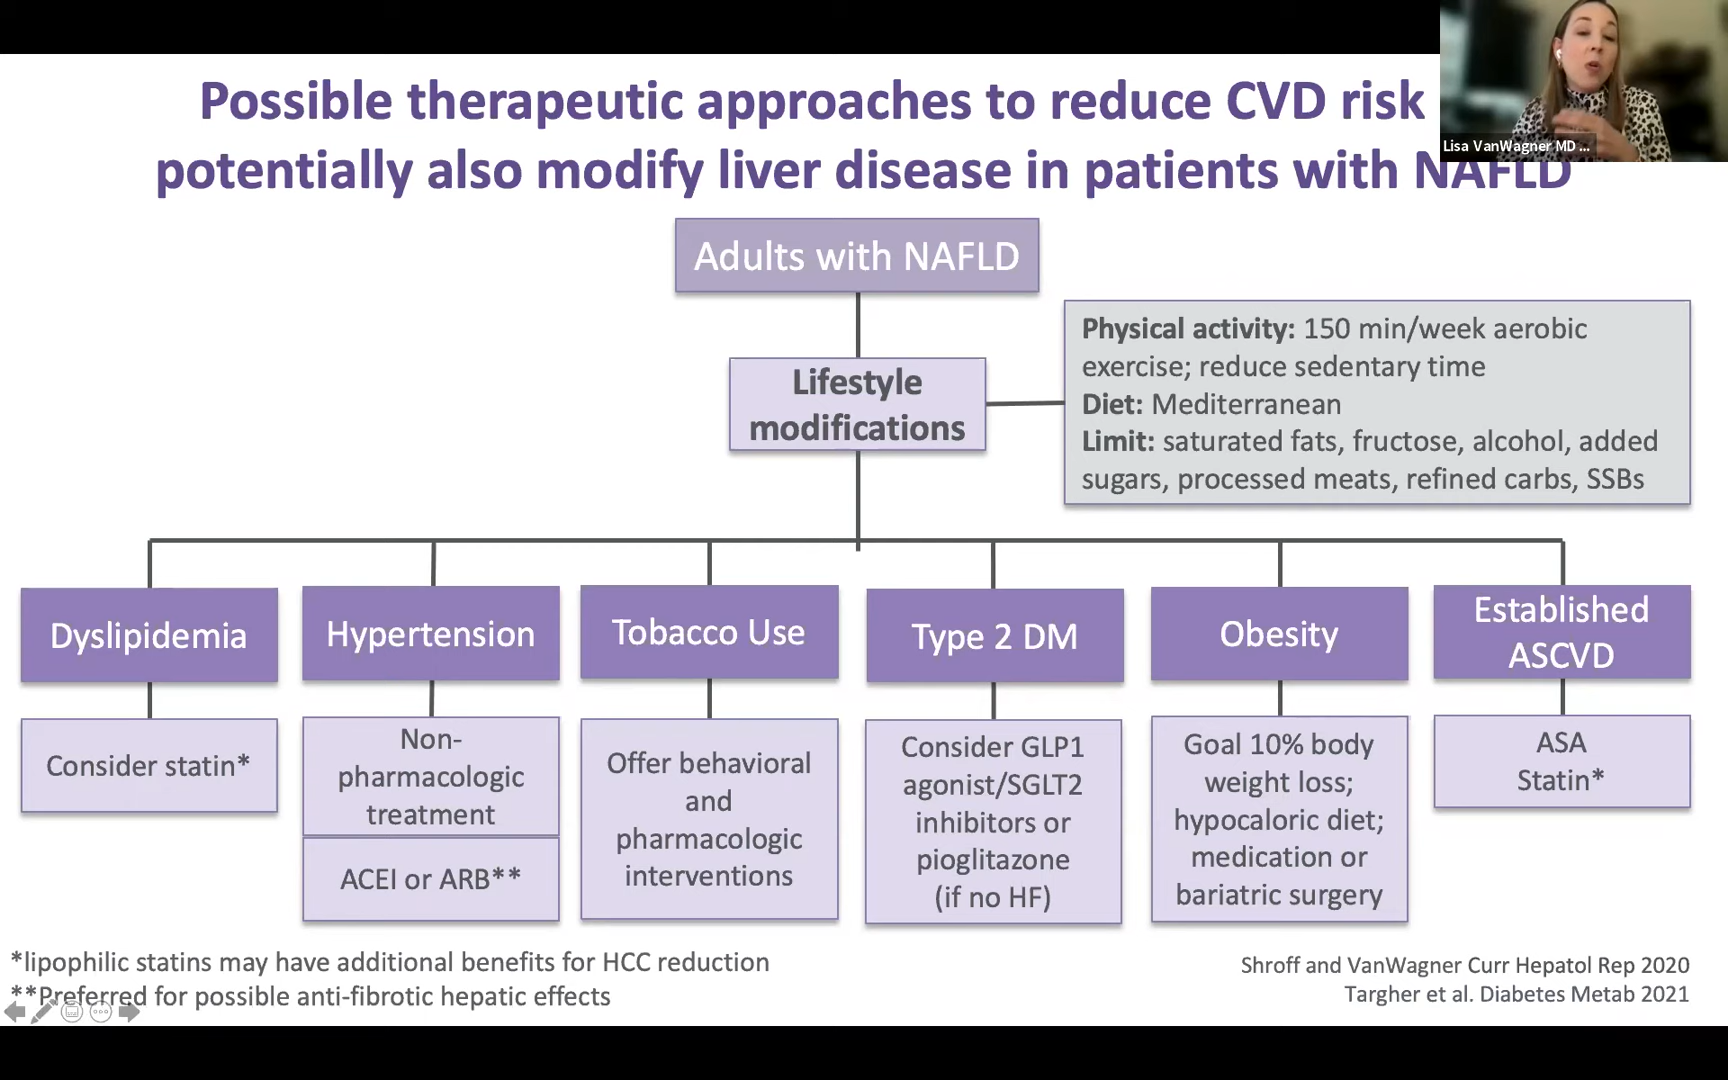 Possible therapeutic approaches to reduce CVD risk
potentially also modify liver disease in patients with NAFLD
Lisa VanWagner MD ...
Adults with NAFLD
Lifestyle
modifications
Physical activity: 150 min/week aerobic
exercise; reduce sedentary time
Diet: Mediterranean
Limit: saturated fats, fructose, alcohol, added
sugars, processed meats, refined carbs, SSBs
Dyslipidemia
Consider statin*
Hypertension
Non-
pharmacologic
treatment
ACEI or ARB**
Tobacco Use
Offer behavioral
and
pharmacologic
interventions
Type 2 DM
Consider GLP1
agonist/SGLT2
inhibitors or
pioglitazone
(if no HF)
Obesity
Goal 10% body
weight loss;
hypocaloric diet;
medication or
bariatric surgery
Established
ASCVD
ASA
Statin*
*lipophilic statins may have additional benefits for HCC reduction
**Preferred for possible anti-fibrotic hepatic effects
Shroff and VanWagner Curr Hepatol Rep 2020
Targher et al. Diabetes Metab 2021